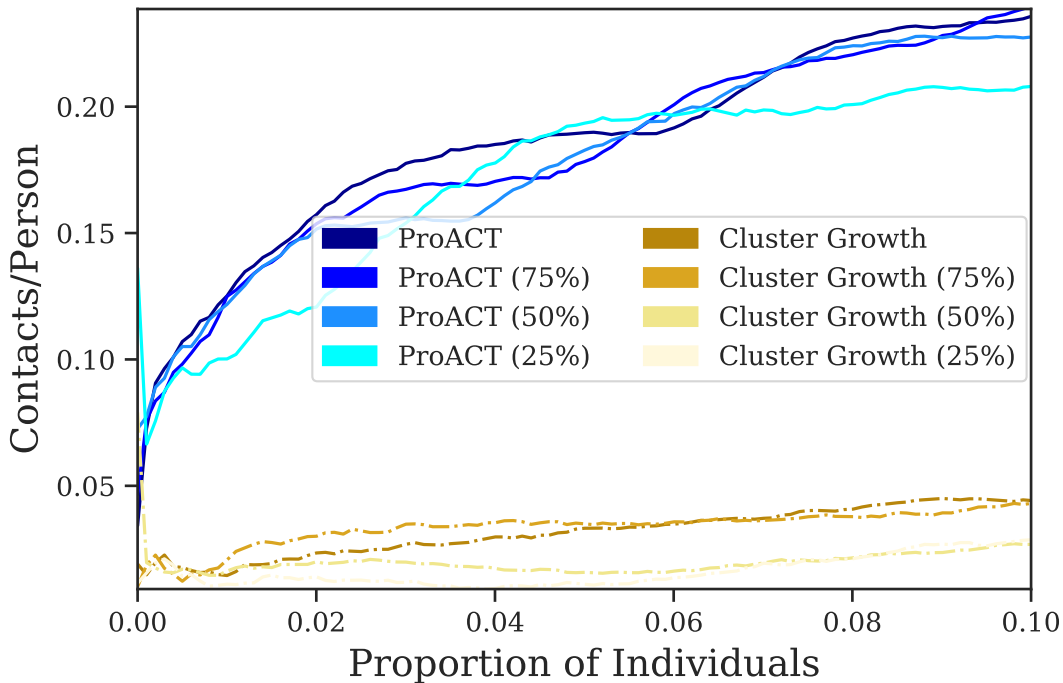 0.20
0.15
0.10
0.05
Contacts/Person
ProACT
ProACT (75%)
ProACT (50%)
ProACT (25%)
Cluster Growth
Cluster Growth (75%)
Cluster Growth (50%)
Cluster Growth (25%)
0.00 0.02 0.04 0.06 0.08 0.10
Proportion of Individuals